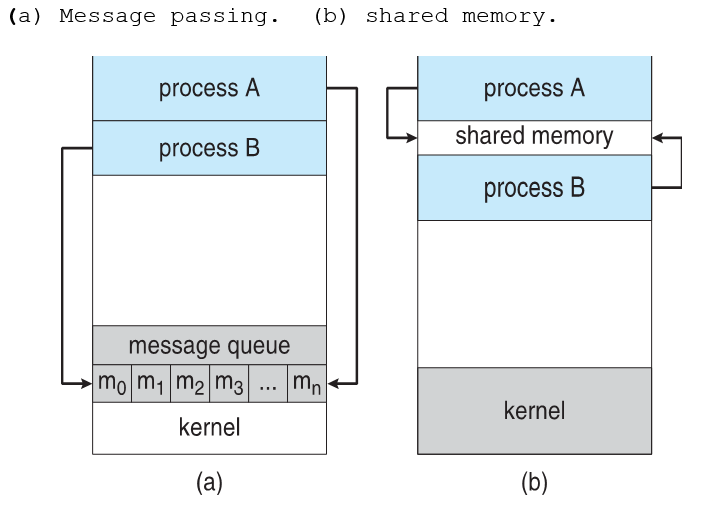 (a) Message passing. (b) shared memory.
process A
process B
message queue
m₀ m₁ m₂ m₃ ... mₙ
kernel
(a)
process A
shared memory
process B
kernel
(b)